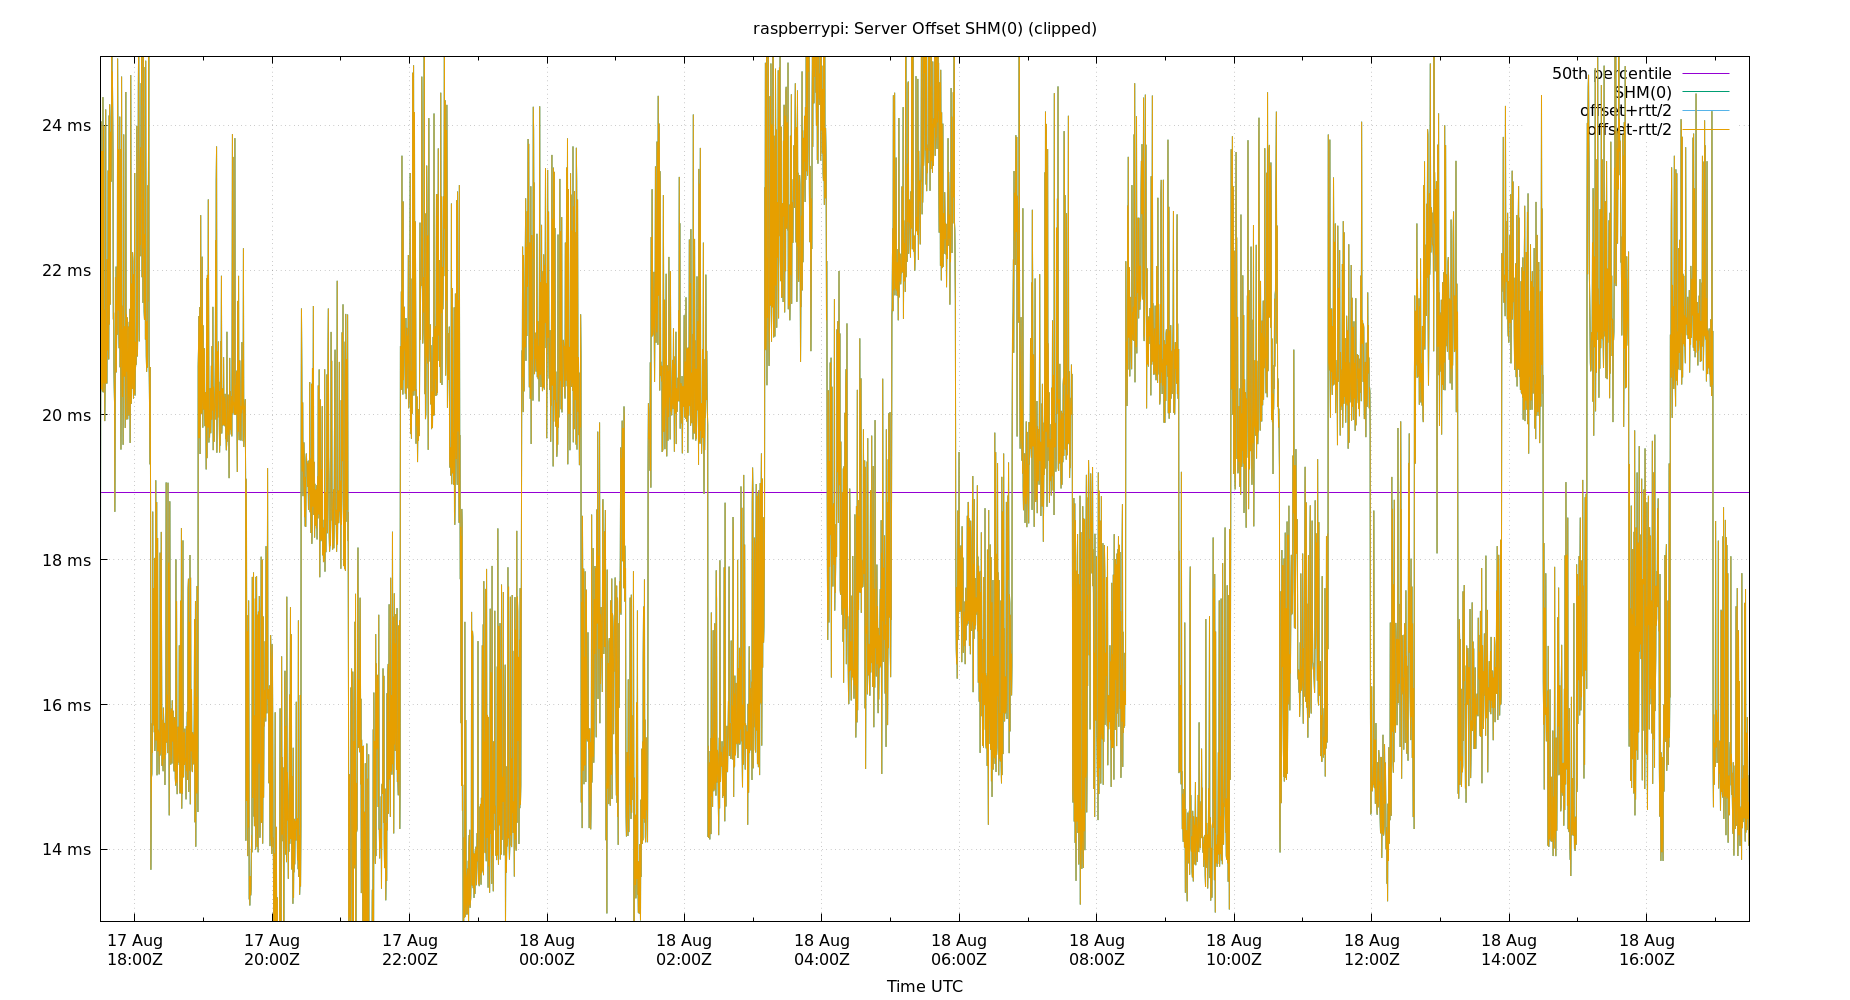 raspberrypi: Server Offset SHM(0) (clipped)
50th percentile
SHM(0)
offset+rtt/2
offset-rtt/2
24 ms
22 ms
20 ms
18 ms
16 ms
14 ms
17 Aug 17 Aug 17 Aug 18 Aug 18 Aug 18 Aug 18 Aug 18 Aug 18 Aug 18 Aug 18 Aug 18 Aug
18:00Z 20:00Z 22:00Z 00:00Z 02:00Z 04:00Z 06:00Z 08:00Z 10:00Z 12:00Z 14:00Z 16:00Z
Time UTC